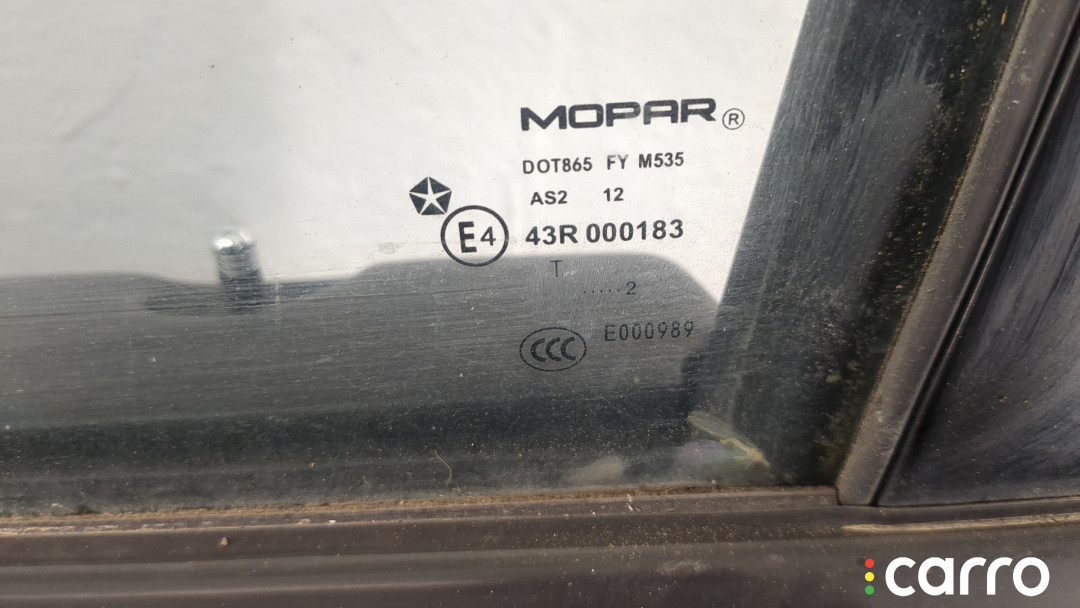 MOPAR®
DOT865 FY M535
AS2 12
E4 43R 000183
T
.....2
CCC E000989
carro